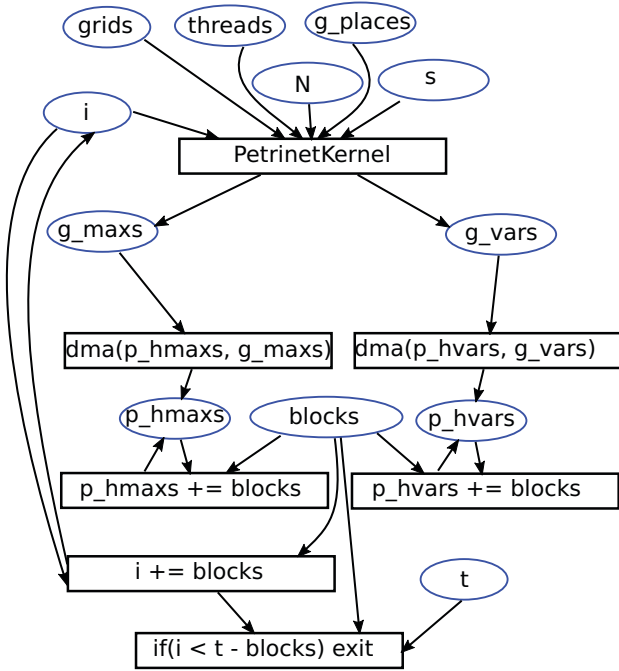 grids
threads
g_places
N
s
i
PetrinetKernel
g_maxs
g_vars
dma(p_hmaxs, g_maxs)
dma(p_hvars, g_vars)
p_hmaxs
blocks
p_hvars
p_hmaxs += blocks
p_hvars += blocks
i += blocks
t
if(i < t - blocks) exit